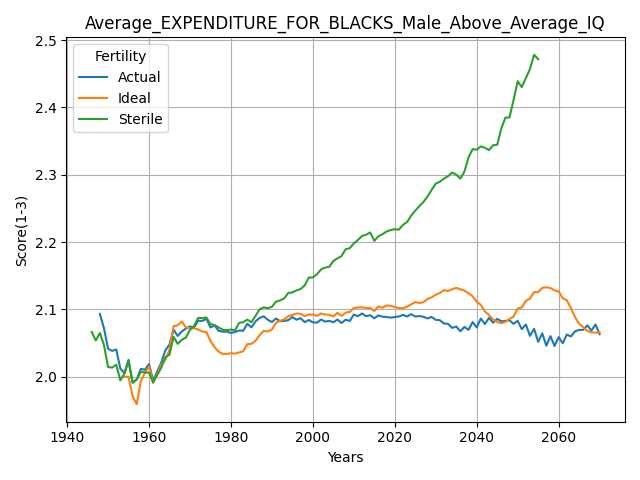 Average_EXPENDITURE_FOR_BLACKS_Male_Above_Average_IQ
2.5
2.4
2.3
2.2
2.1
2.0
Score(1-3)
Fertility
Actual
Ideal
Sterile
1940 1960 1980 2000 2020 2040 2060
Years